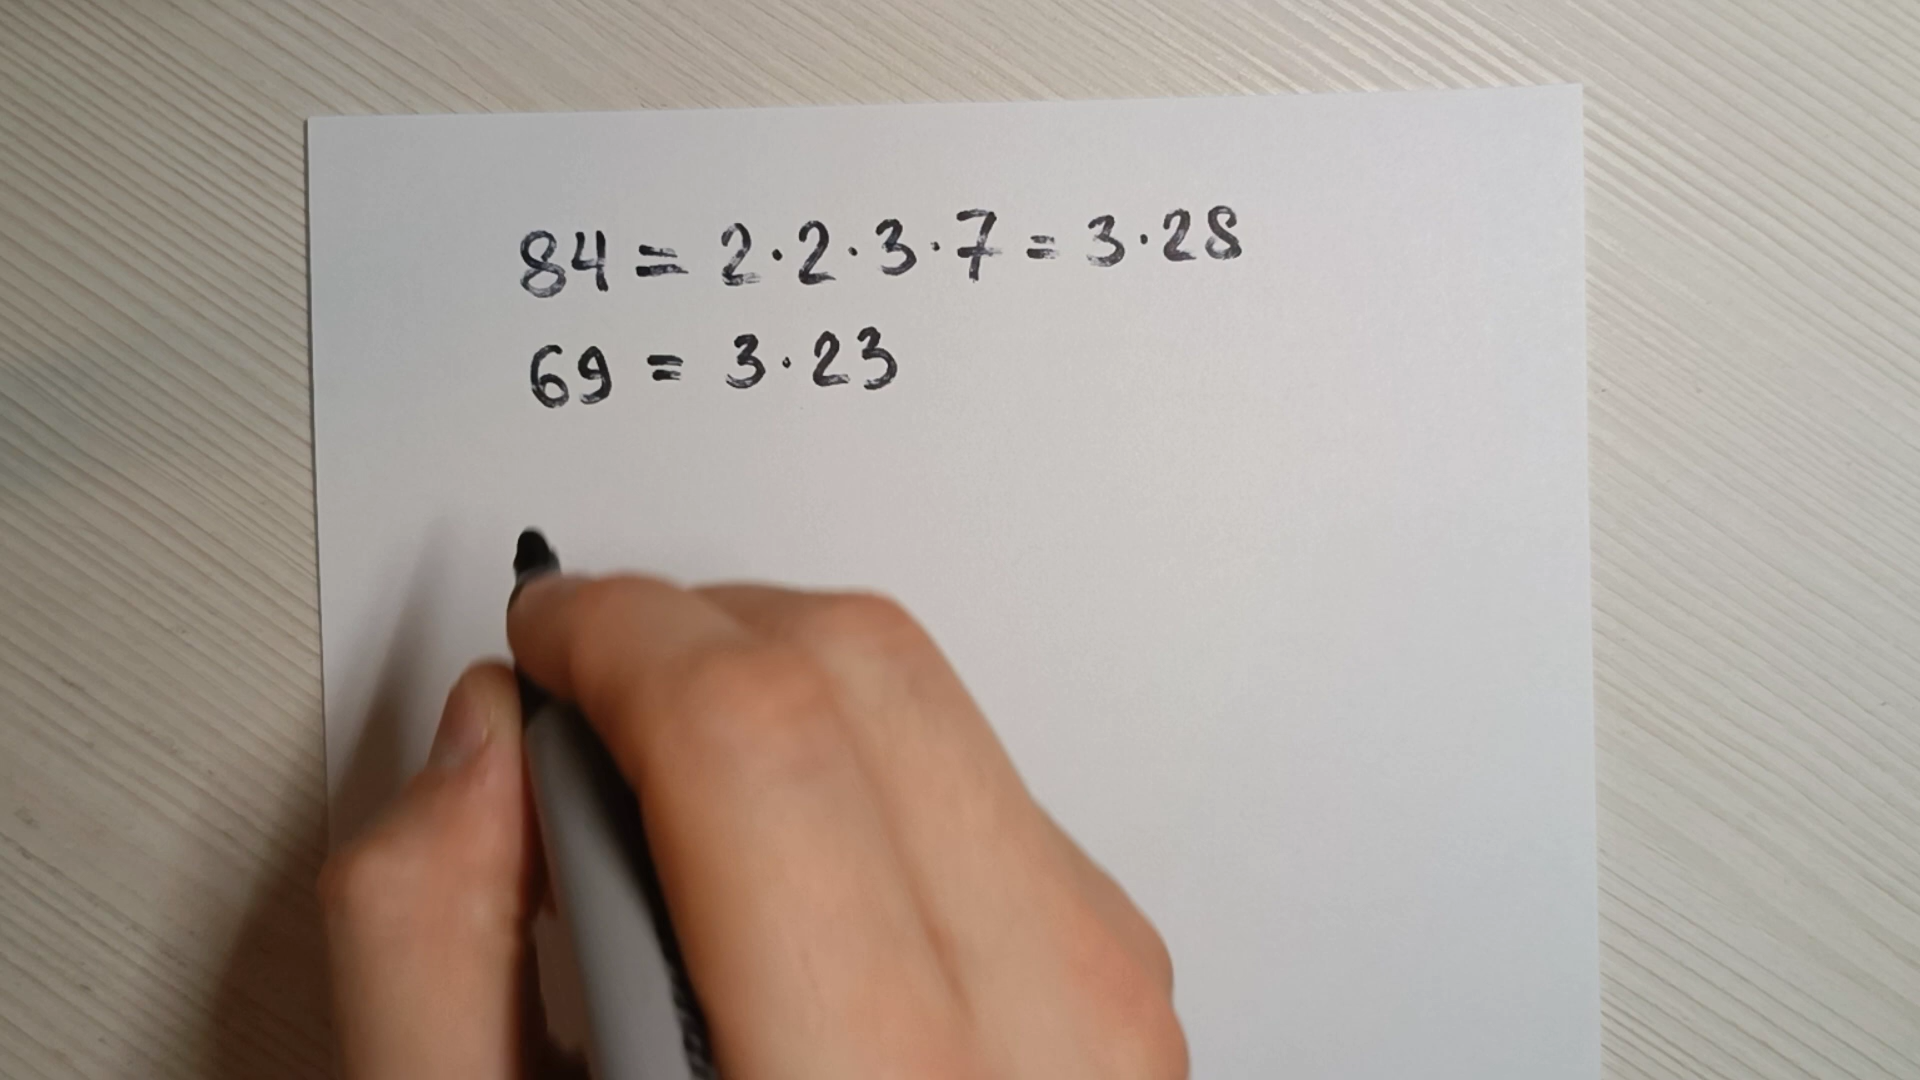 84 = 2·2·3·7 = 3·28
69 = 3·23